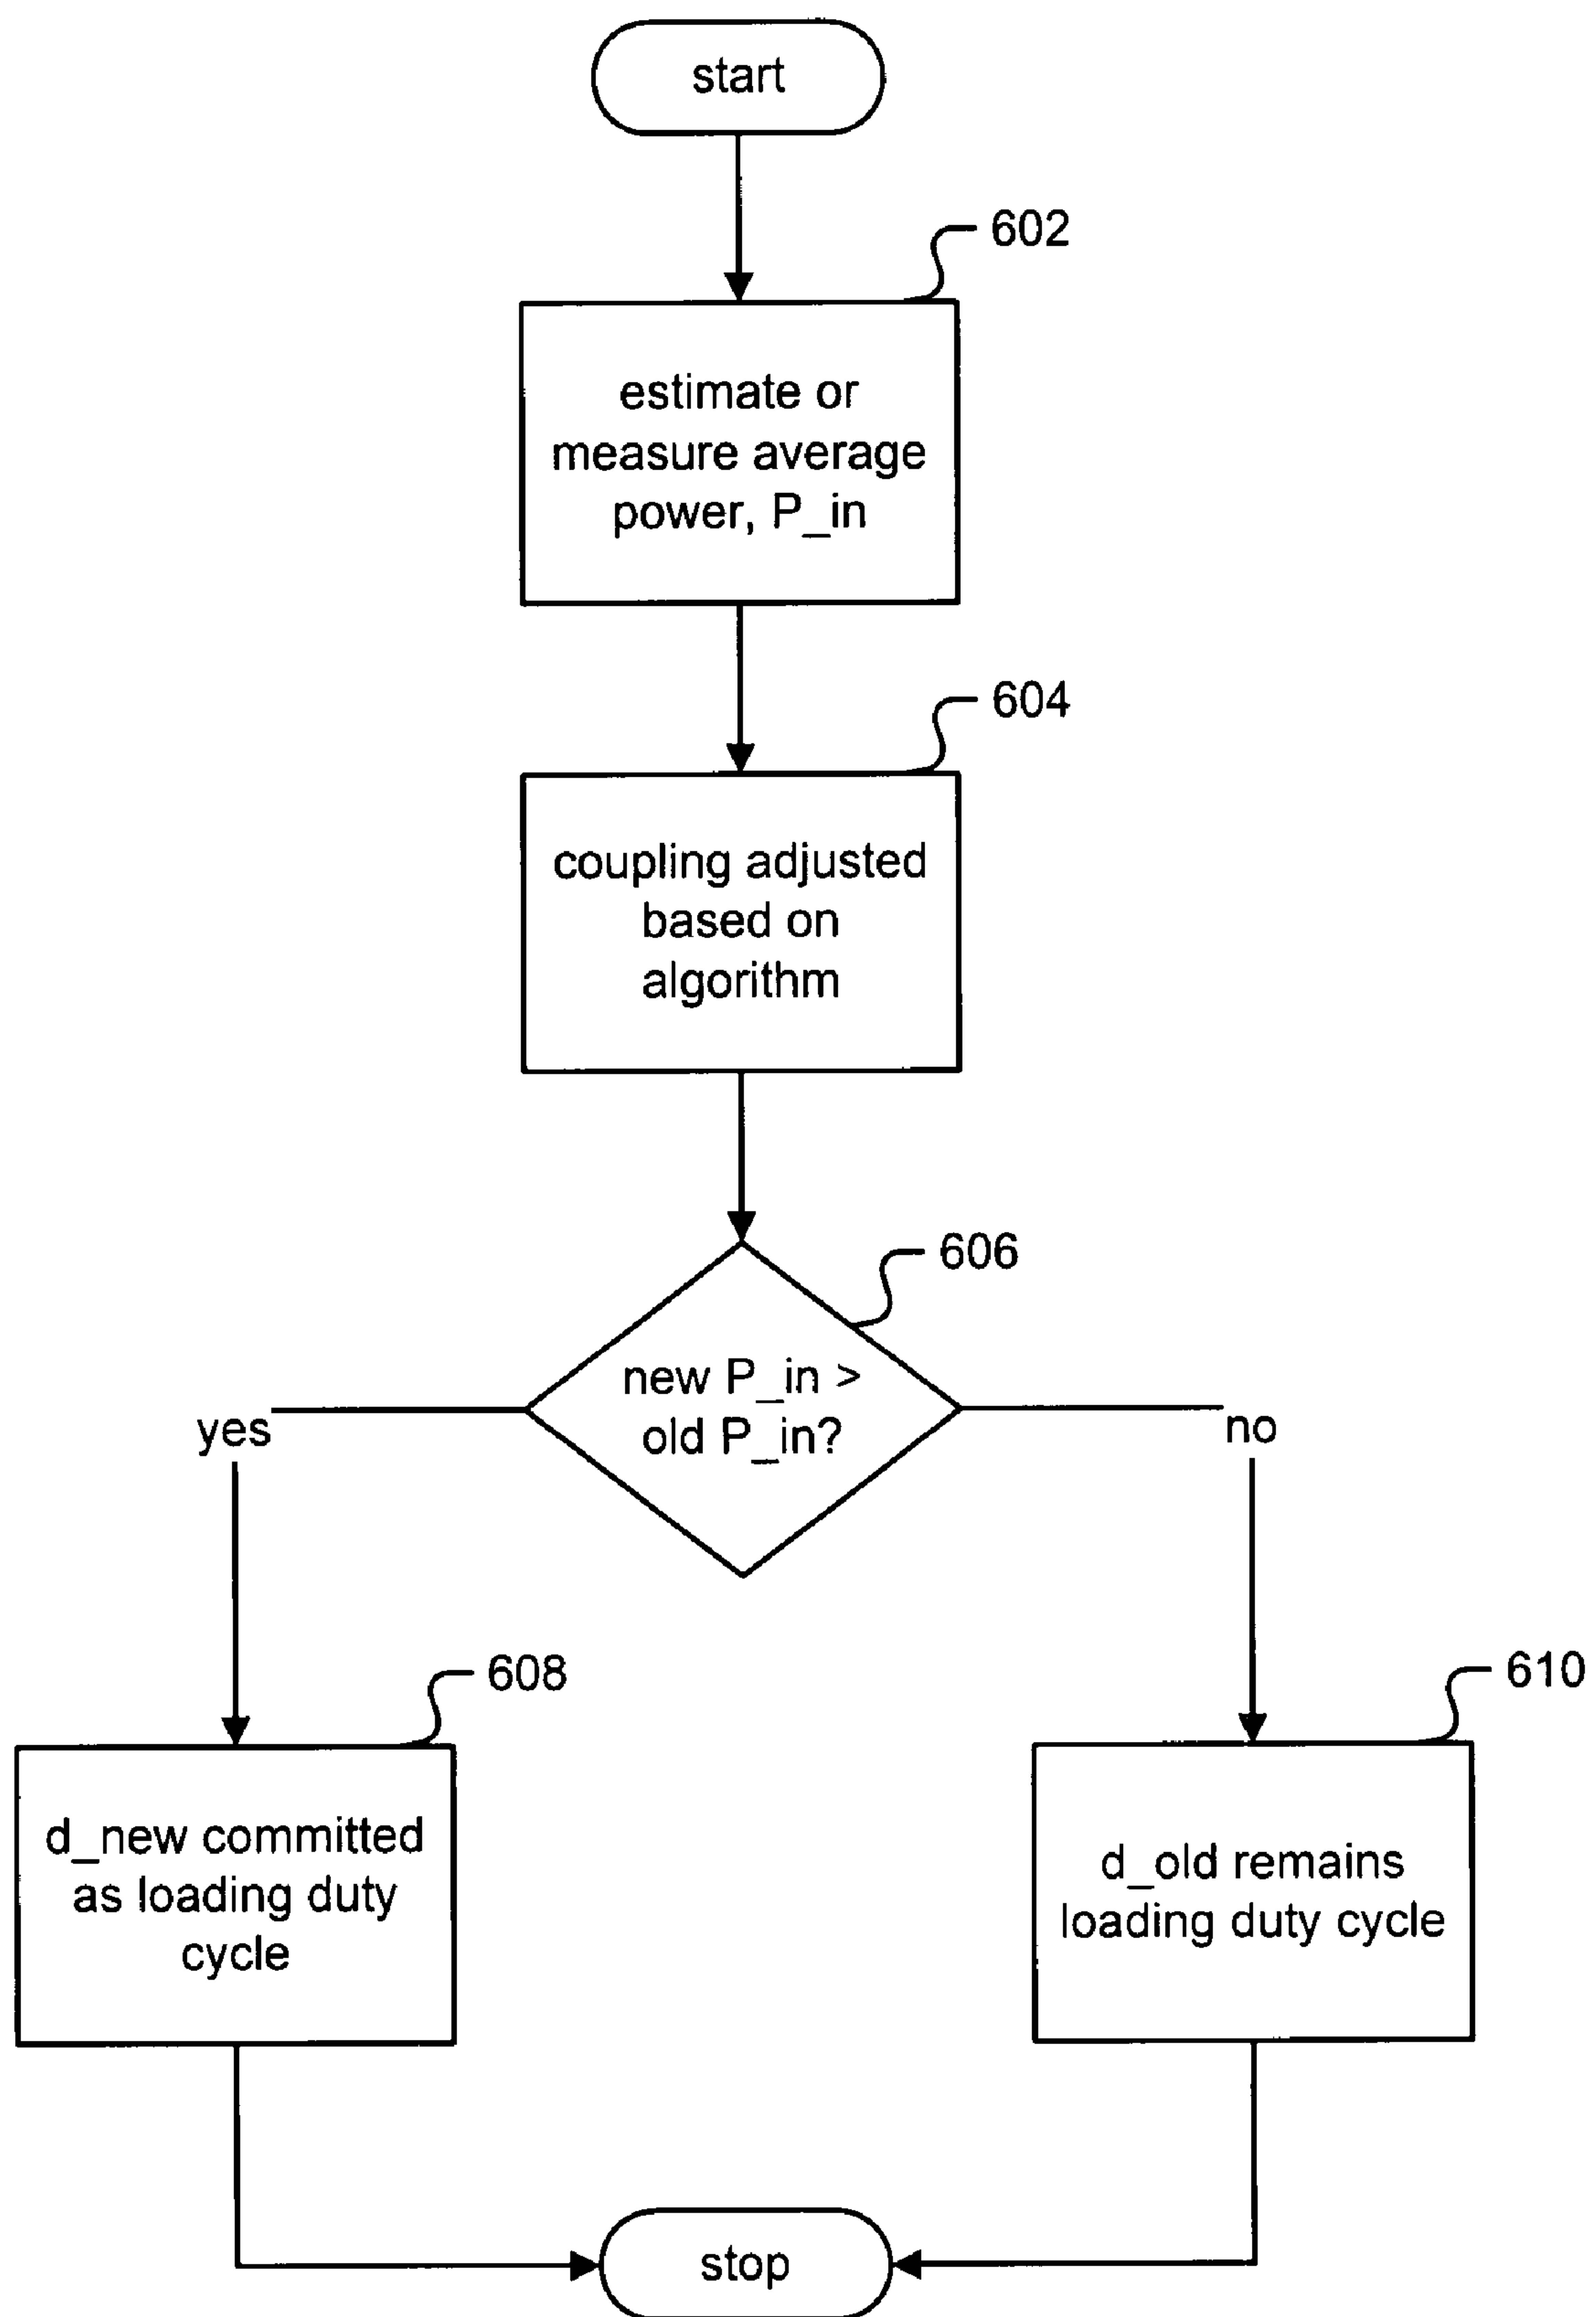 start
602
estimate or
measure average
power, P_in
604
coupling adjusted
based on
algorithm
606
new P_in >
old P_in?
yes
no
608
d_new committed
as loading duty
cycle
610
d_old remains
loading duty cycle
stop